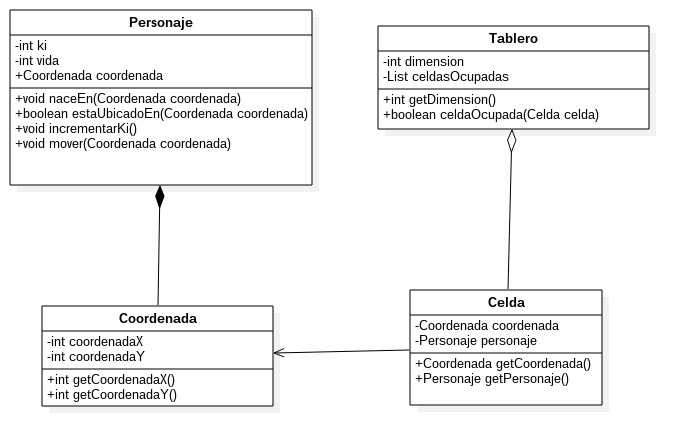 Personaje
-int ki
-int vida
+Coordenada coordenada
+void naceEn(Coordenada coordenada)
+boolean estaUbicadoEn(Coordenada coordenada)
+void incrementarKi()
+void mover(Coordenada coordenada)
Tablero
-int dimension
-List celdasOcupadas
+int getDimension()
+boolean celdaOcupada(Celda celda)
Coordenada
-int coordenadaX
-int coordenadaY
+int getCoordenadaX()
+int getCoordenadaY()
Celda
-Coordenada coordenada
-Personaje personaje
+Coordenada getCoordenada()
+Personaje getPersonaje()